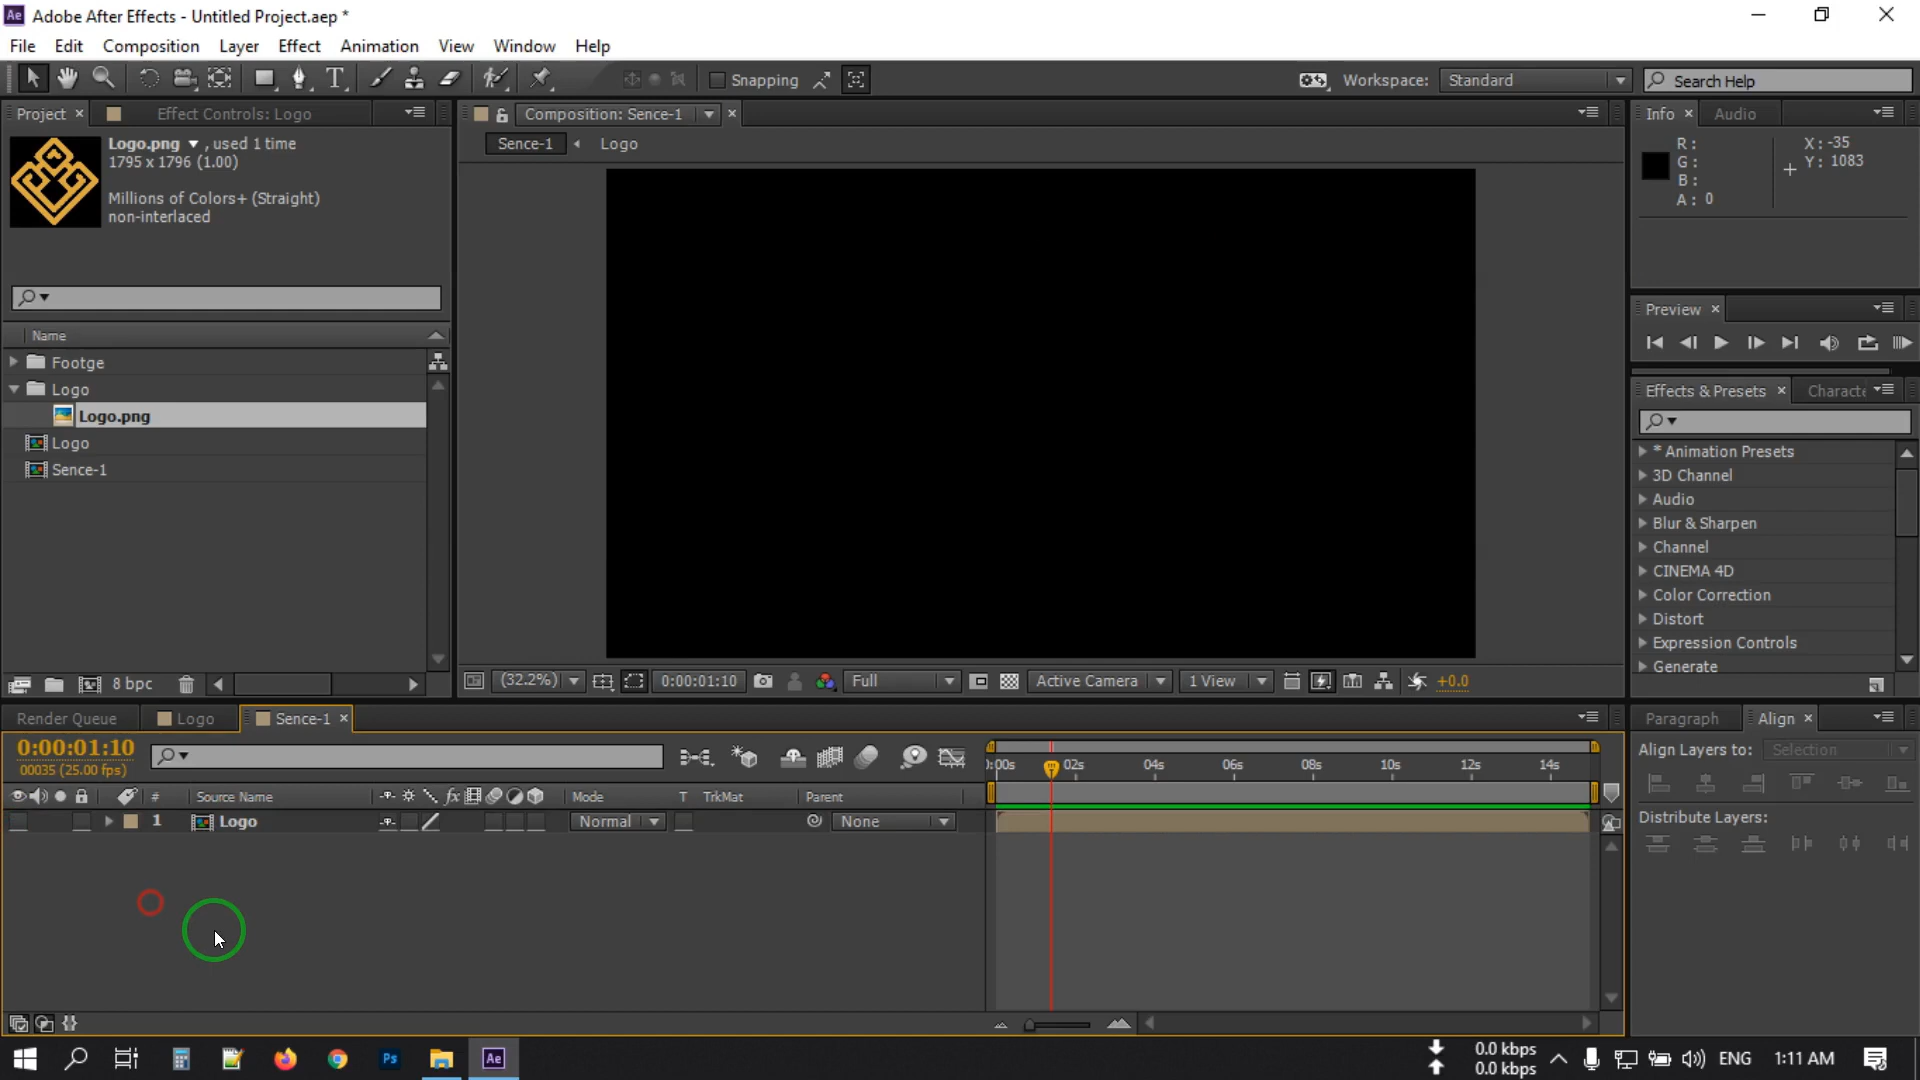 Ae Adobe After Effects - Untitled Project.aep *
File Edit Composition Layer Effect Animation View Window Help
T Snapping Workspace: Standard Search Help
Project × Effect Controls: Logo
Composition: Sence-1 ×
Info × Audio
Logo.png , used 1 time
1795 x 1796 (1.00)
Millions of Colors+ (Straight)
non-interlaced
Sence-1 Logo
R:
G:
B:
A: 0
X: -35
Y: 1083
Preview ×
Name
Footge
Logo
Logo.png
Logo
Sence-1
Effects & Presets × Characte
* Animation Presets
3D Channel
Audio
Blur & Sharpen
Channel
CINEMA 4D
Color Correction
Distort
Expression Controls
Generate
8 bpc
(32.2%) 0:00:01:10 Full Active Camera 1 View +0.0
Render Queue Logo Sence-1 ×
Paragraph Align ×
0:00:01:10
00035 (25.00 fps)
):00s 02s 04s 06s 08s 10s 12s 14s
Align Layers to: Selection
# Source Name fx Mode T TrkMat Parent
1 Logo Normal None
Distribute Layers:
Ps Ae
0.0 kbps
0.0 kbps
ENG 1:11 AM